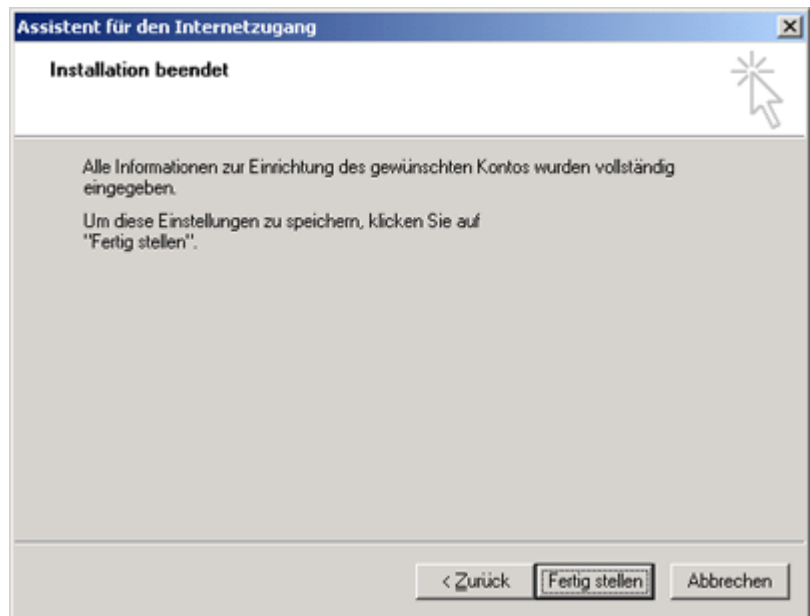 Assistent für den Internetzugang
Installation beendet
Alle Informationen zur Einrichtung des gewünschten Kontos wurden vollständig
eingegeben.
Um diese Einstellungen zu speichern, klicken Sie auf
"Fertig stellen".
< Zurück
Fertig stellen
Abbrechen